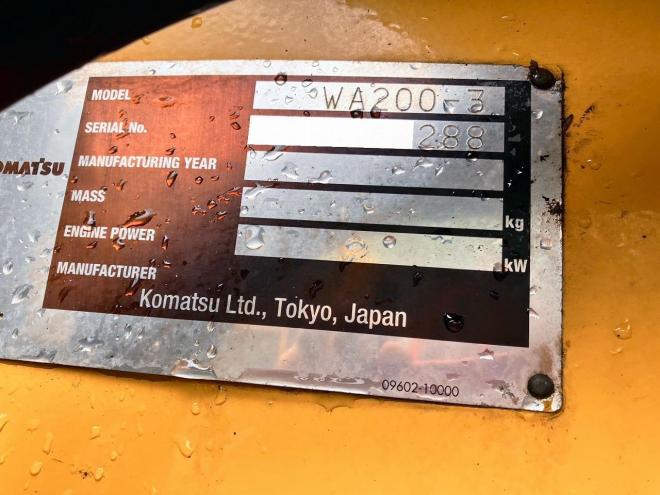 MODEL WA200-3
SERIAL No. 288
KOMATSU
MANUFACTURING YEAR
MASS kg
ENGINE POWER kW
MANUFACTURER
Komatsu Ltd., Tokyo, Japan
09602-10000